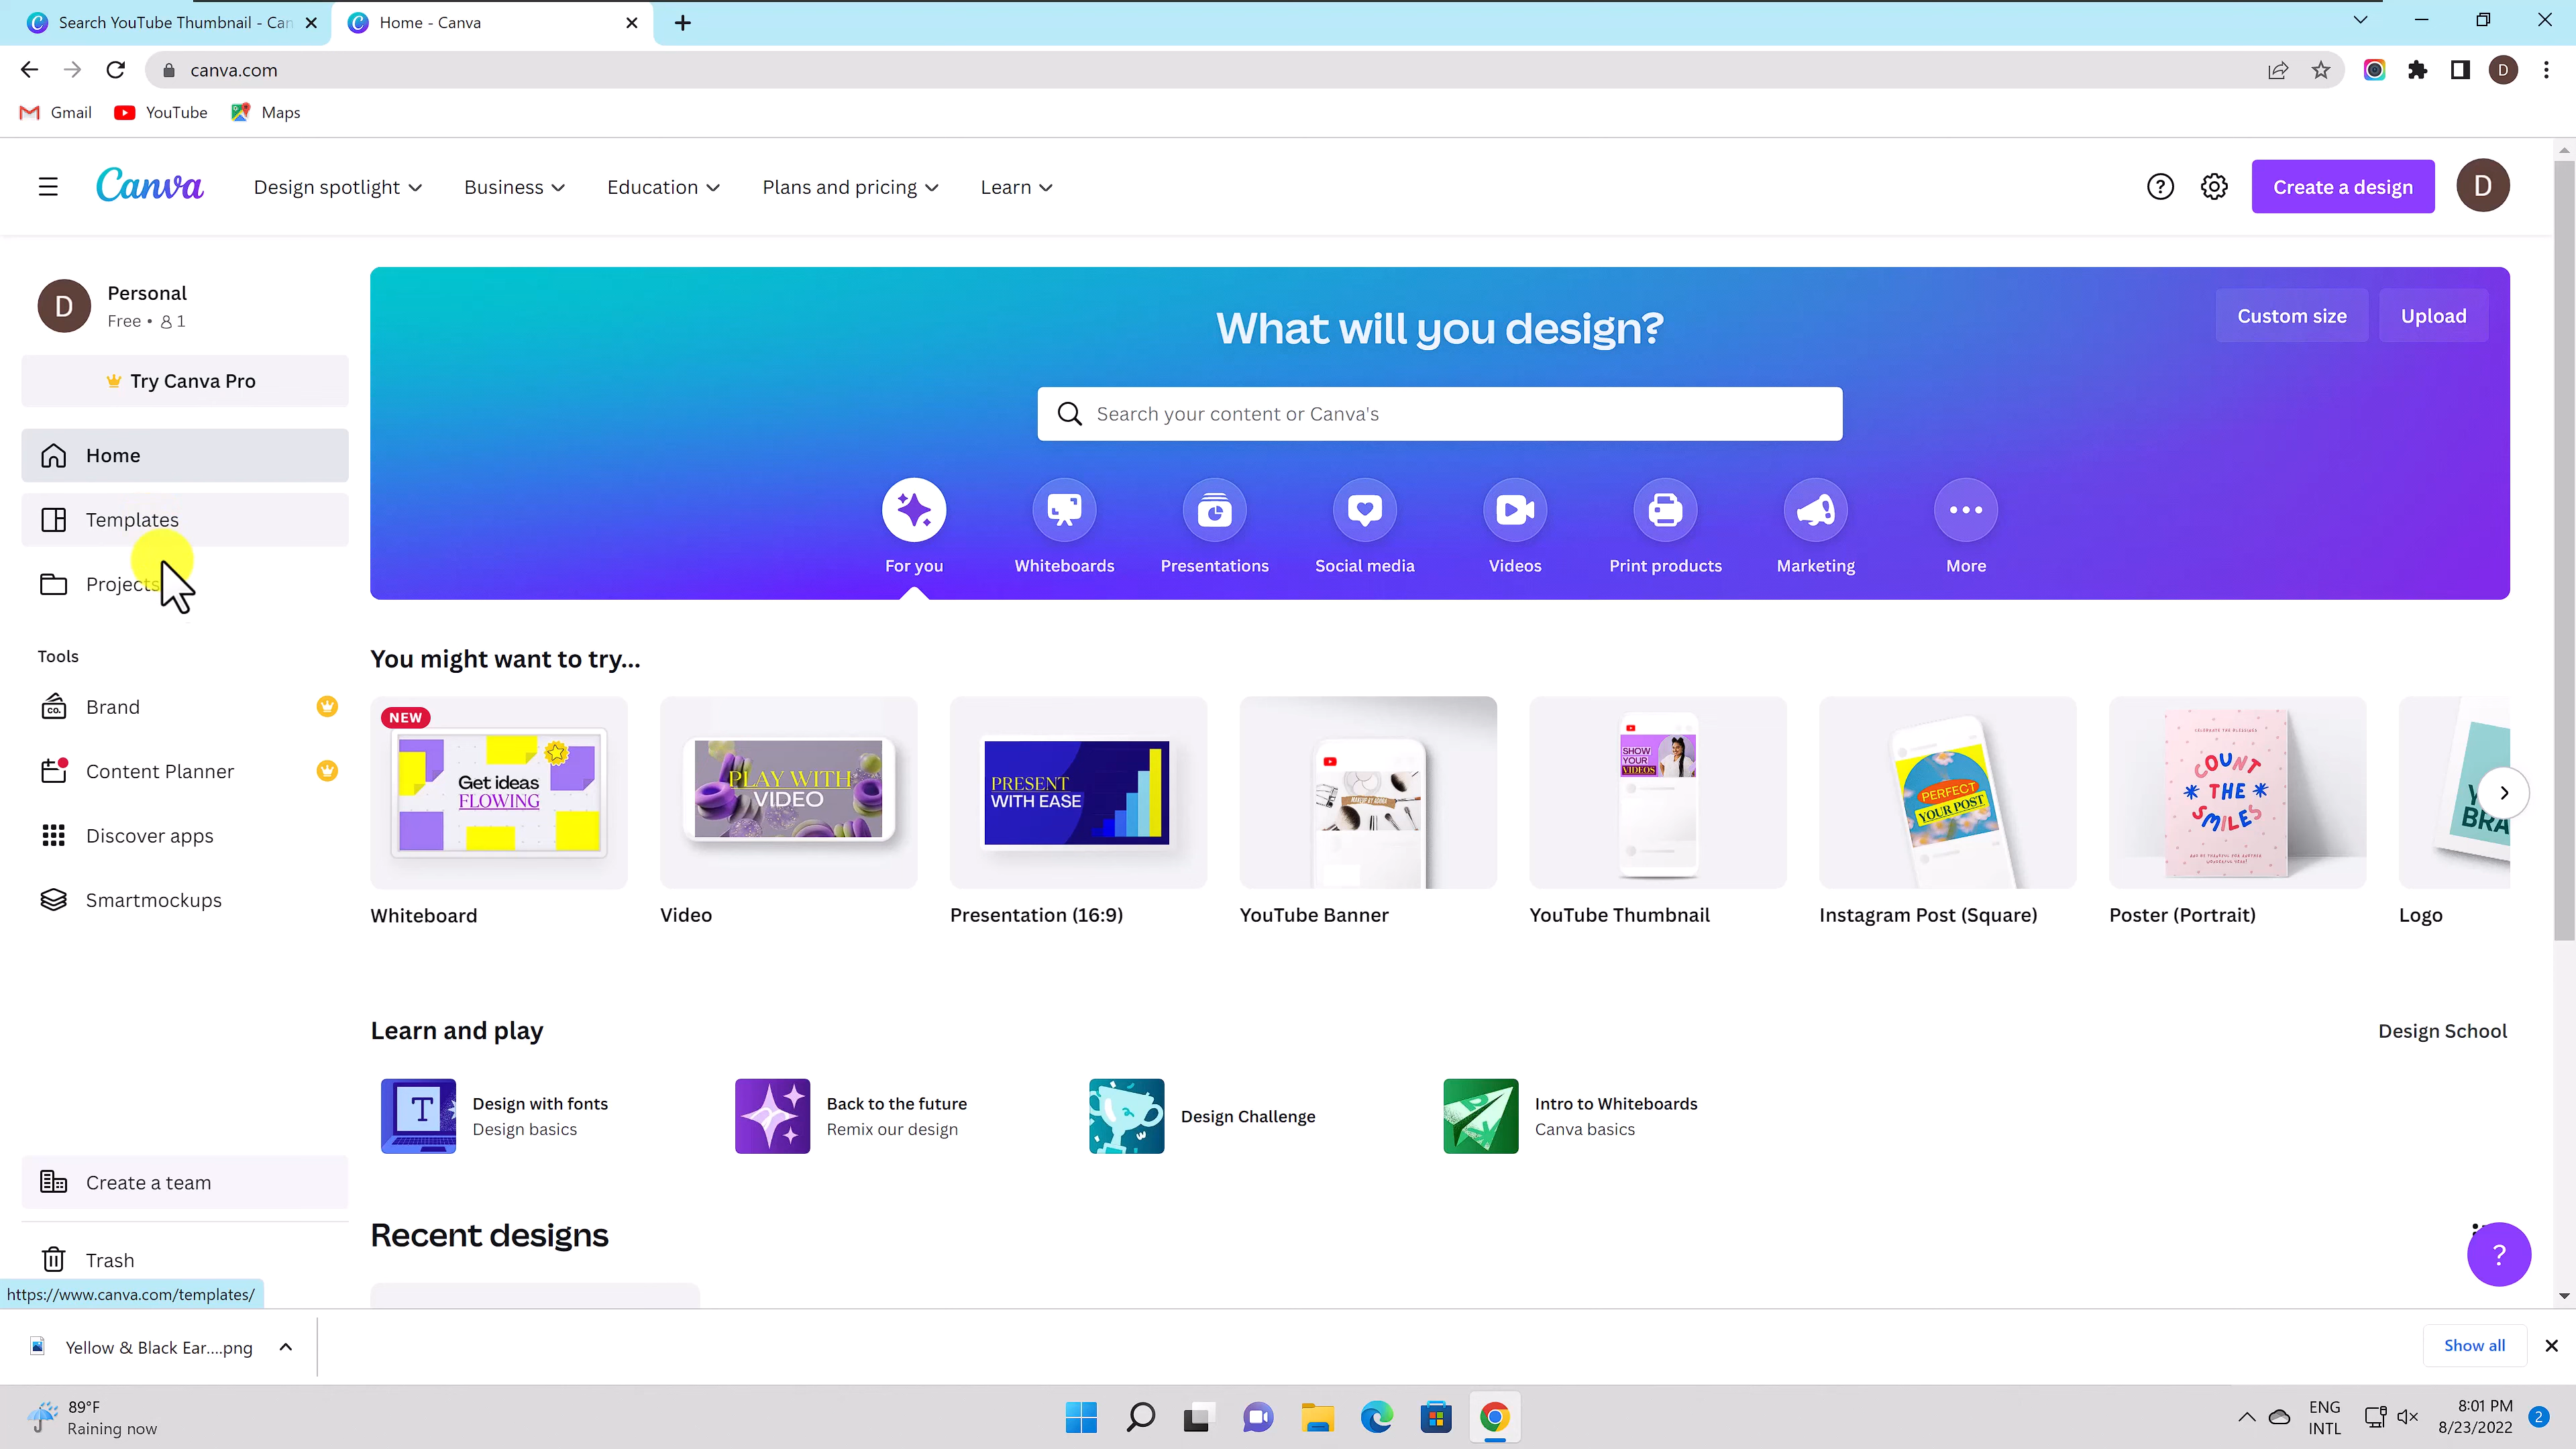 Search YouTube Thumbnail - Can
Home - Canva
canva.com
D
Gmail YouTube Maps
Canva Design spotlight Business Education Plans and pricing Learn
? Create a design D
D Personal
Free • 1
Try Canva Pro
Home
Templates
Projects
Tools
CO. Brand
Content Planner
Discover apps
Smartmockups
Create a team
Trash
What will you design?
Custom size Upload
Search your content or Canva's
For you Whiteboards Presentations Social media Videos Print products Marketing More
You might want to try...
NEW
Get ideas
FLOWING
Whiteboard
PLAY WITH
VIDEO
Video
PRESENT
WITH EASE
Presentation (16:9)
YouTube Banner
SHOW
YOUR
VIDEOS
YouTube Thumbnail
PERFECT
YOUR POST
Instagram Post (Square)
COUNT
* THE *
SMILES
Poster (Portrait)
BRA
Logo
Learn and play
Design School
T Design with fonts
Design basics
Back to the future
Remix our design
Design Challenge
Intro to Whiteboards
Canva basics
Recent designs
?
https://www.canva.com/templates/
Yellow & Black Ear....png
Show all
89°F
Raining now
ENG
INTL
8:01 PM
8/23/2022
2